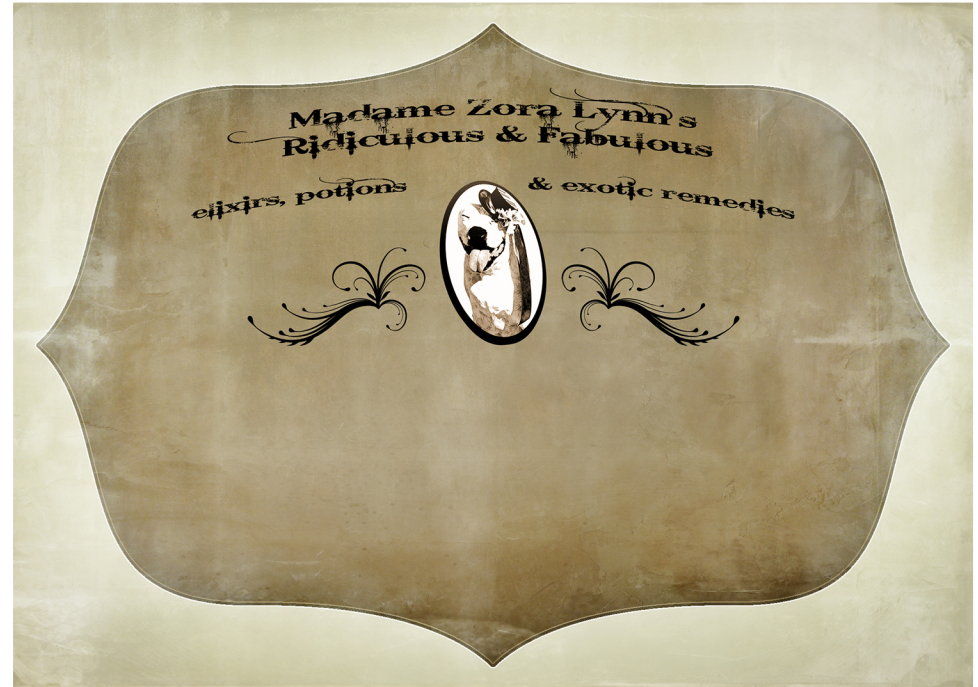 Madame Zora Lynn's
Ridiculous & Fabulous
elixirs, potions
& exotic remedies